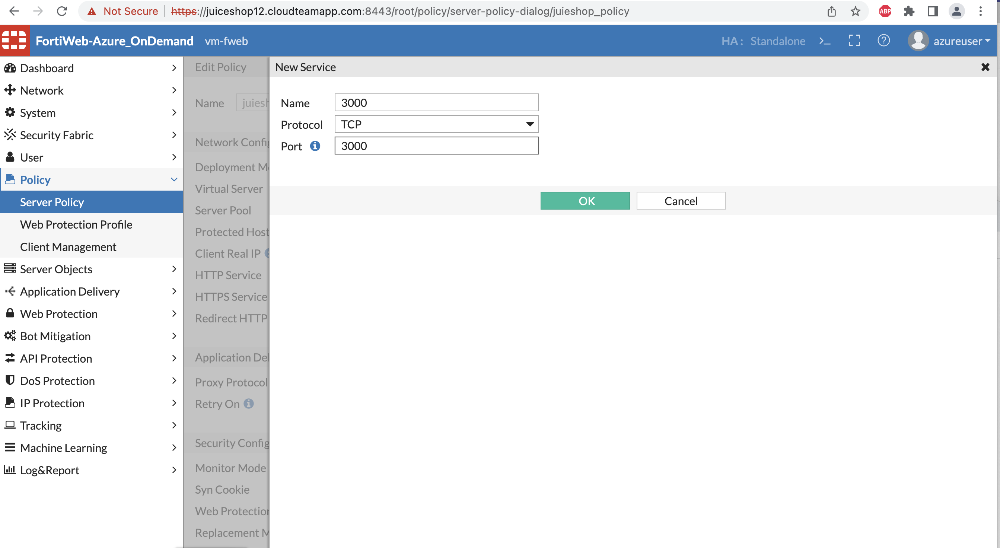 Not Secure https://juiceshop12.cloudteamapp.com:8443/root/policy/server-policy-dialog/juieshop_policy
ABP
FortiWeb-Azure_OnDemand vm-fweb HA: Standalone >_ ? azureuser
Dashboard
Network
System
Security Fabric
User
Policy
Server Policy
Web Protection Profile
Client Management
Server Objects
Application Delivery
Web Protection
Bot Mitigation
API Protection
DoS Protection
IP Protection
Tracking
Machine Learning
Log&Report
Edit Policy
Name juiesh
Network Config
Deployment Mo
Virtual Server
Server Pool
Protected Host
Client Real IP
HTTP Service
HTTPS Service
Redirect HTTP
Application Del
Proxy Protocol
Retry On
Security Config
Monitor Mode
Syn Cookie
Web Protection
Replacement M
New Service
Name 3000
Protocol TCP
Port 3000
OK Cancel